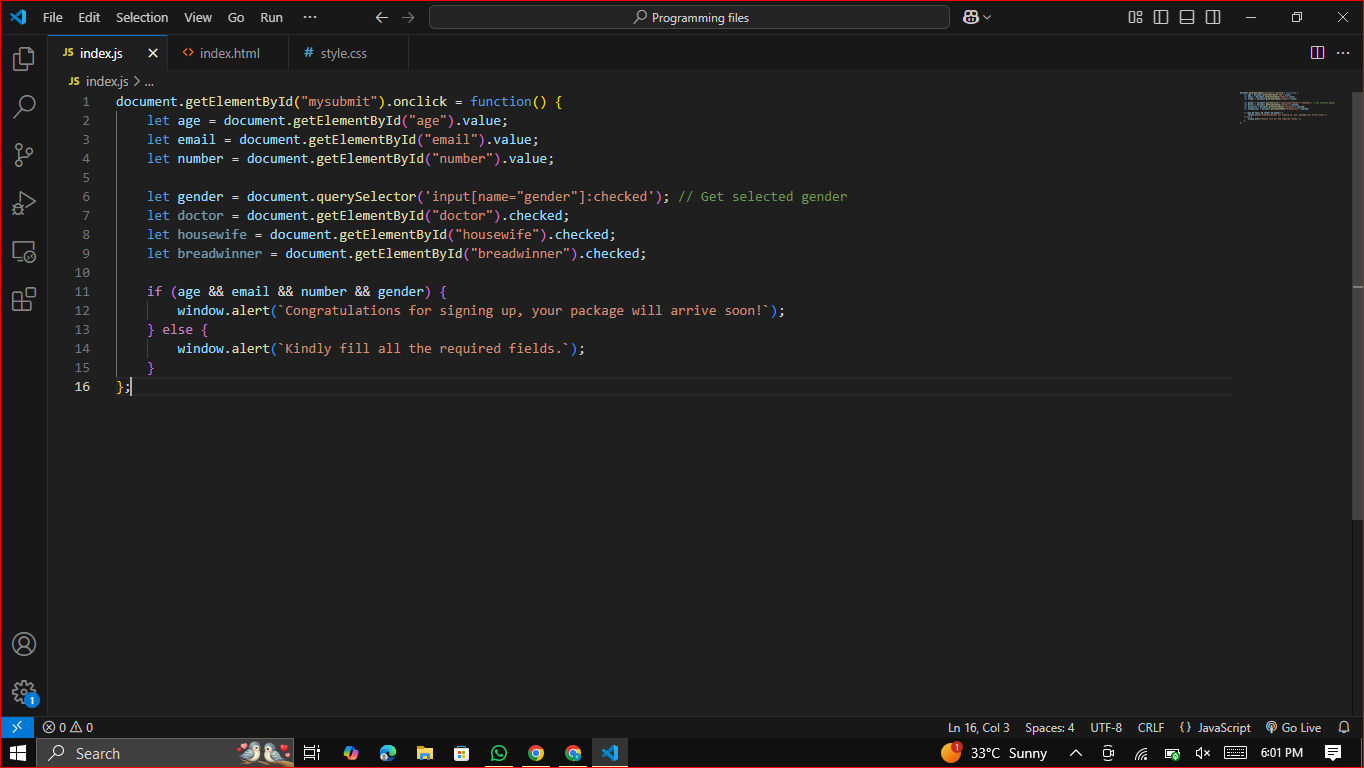 File Edit Selection View Go Run ··· Programming files
JS index.js index.html # style.css
JS index.js > ...
1 document.getElementById("mysubmit").onclick = function() {
2 let age = document.getElementById("age").value;
3 let email = document.getElementById("email").value;
4 let number = document.getElementById("number").value;
5
6 let gender = document.querySelector('input[name="gender"]:checked'); // Get selected gender
7 let doctor = document.getElementById("doctor").checked;
8 let housewife = document.getElementById("housewife").checked;
9 let breadwinner = document.getElementById("breadwinner").checked;
10
11 if (age && email && number && gender) {
12 window.alert(`Congratulations for signing up, your package will arrive soon!`);
13 } else {
14 window.alert(`Kindly fill all the required fields.`);
15 }
16 };
1
0 0 Ln 16, Col 3 Spaces: 4 UTF-8 CRLF {} JavaScript Go Live
Search 1 33°C Sunny 6:01 PM